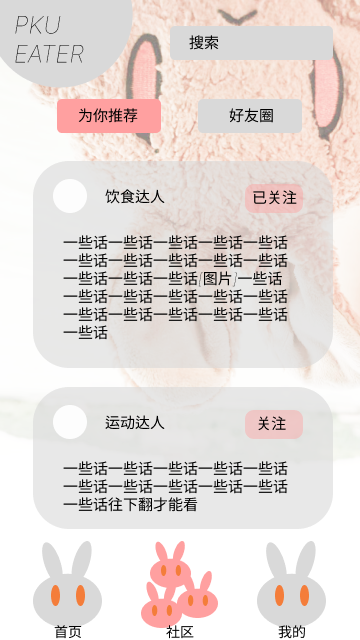 PKU
EATER
搜索
为你推荐
好友圈
饮食达人
已关注
一些话一些话一些话一些话一些话
一些话一些话一些话一些话一些话
一些话一些话一些话[图片]一些话
一些话一些话一些话一些话一些话
一些话一些话一些话一些话一些话
一些话
运动达人
关注
一些话一些话一些话一些话一些话
一些话一些话一些话一些话一些话
一些话往下翻才能看
首页
社区
我的